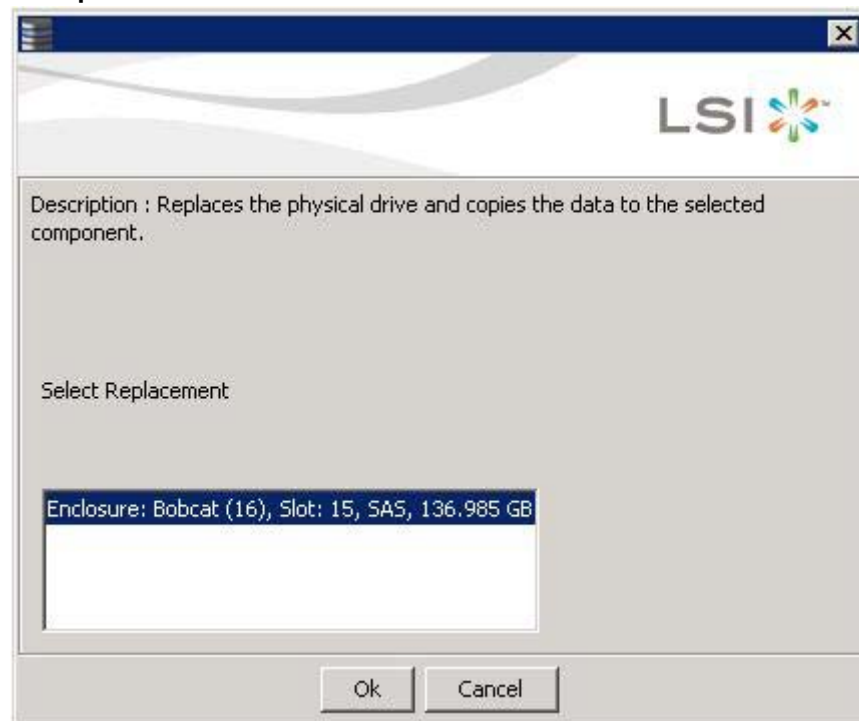 LSI
Description : Replaces the physical drive and copies the data to the selected
component.
Select Replacement
Enclosure: Bobcat (16), Slot: 15, SAS, 136.985 GB
Ok
Cancel